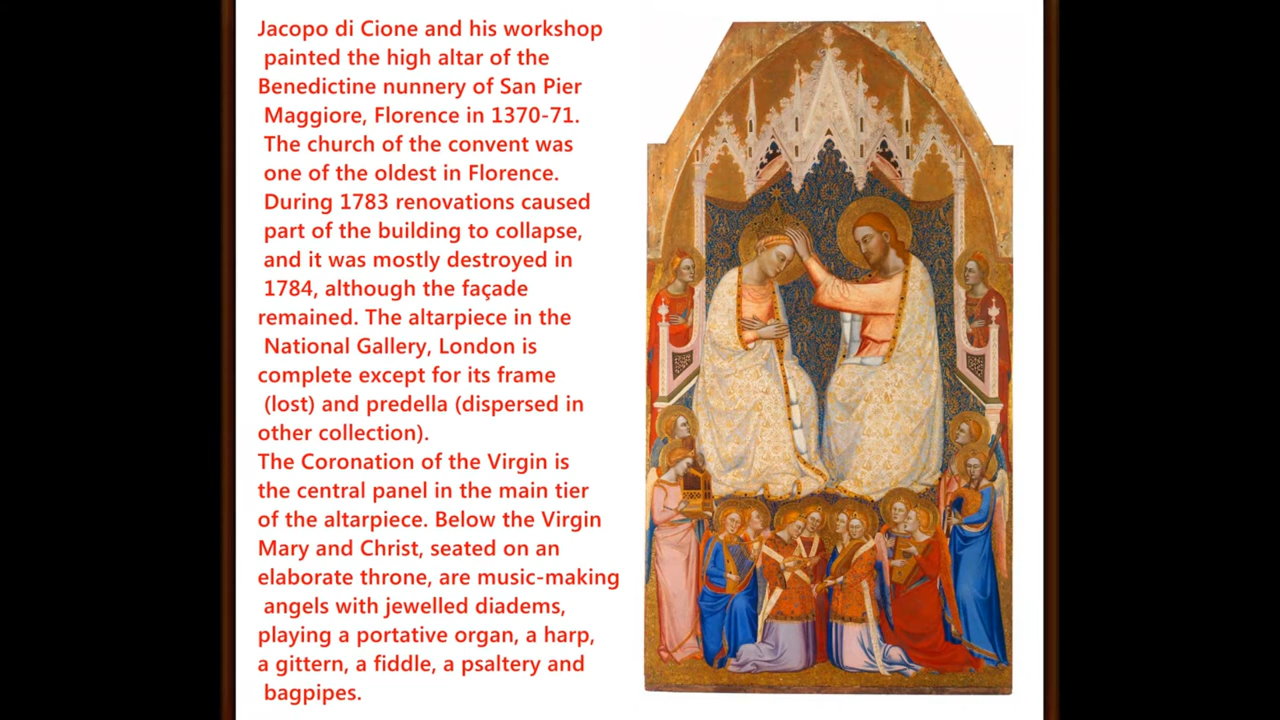 Jacopo di Cione and his workshop
painted the high altar of the
Benedictine nunnery of San Pier
Maggiore, Florence in 1370-71.
The church of the convent was
one of the oldest in Florence.
During 1783 renovations caused
part of the building to collapse,
and it was mostly destroyed in
1784, although the façade
remained. The altarpiece in the
National Gallery, London is
complete except for its frame
(lost) and predella (dispersed in
other collection).
The Coronation of the Virgin is
the central panel in the main tier
of the altarpiece. Below the Virgin
Mary and Christ, seated on an
elaborate throne, are music-making
angels with jewelled diadems,
playing a portative organ, a harp,
a gittern, a fiddle, a psaltery and
bagpipes.